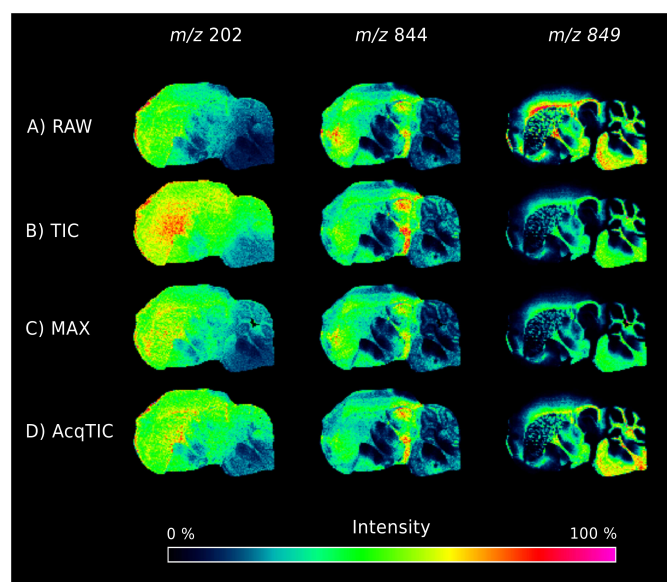 m/z 202 m/z 844 m/z 849
A) RAW
B) TIC
C) MAX
D) AcqTIC
Intensity
0 % 100 %